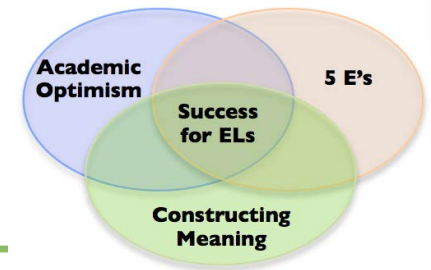 Academic
Optimism
5 E's
Success
for ELs
Constructing
Meaning